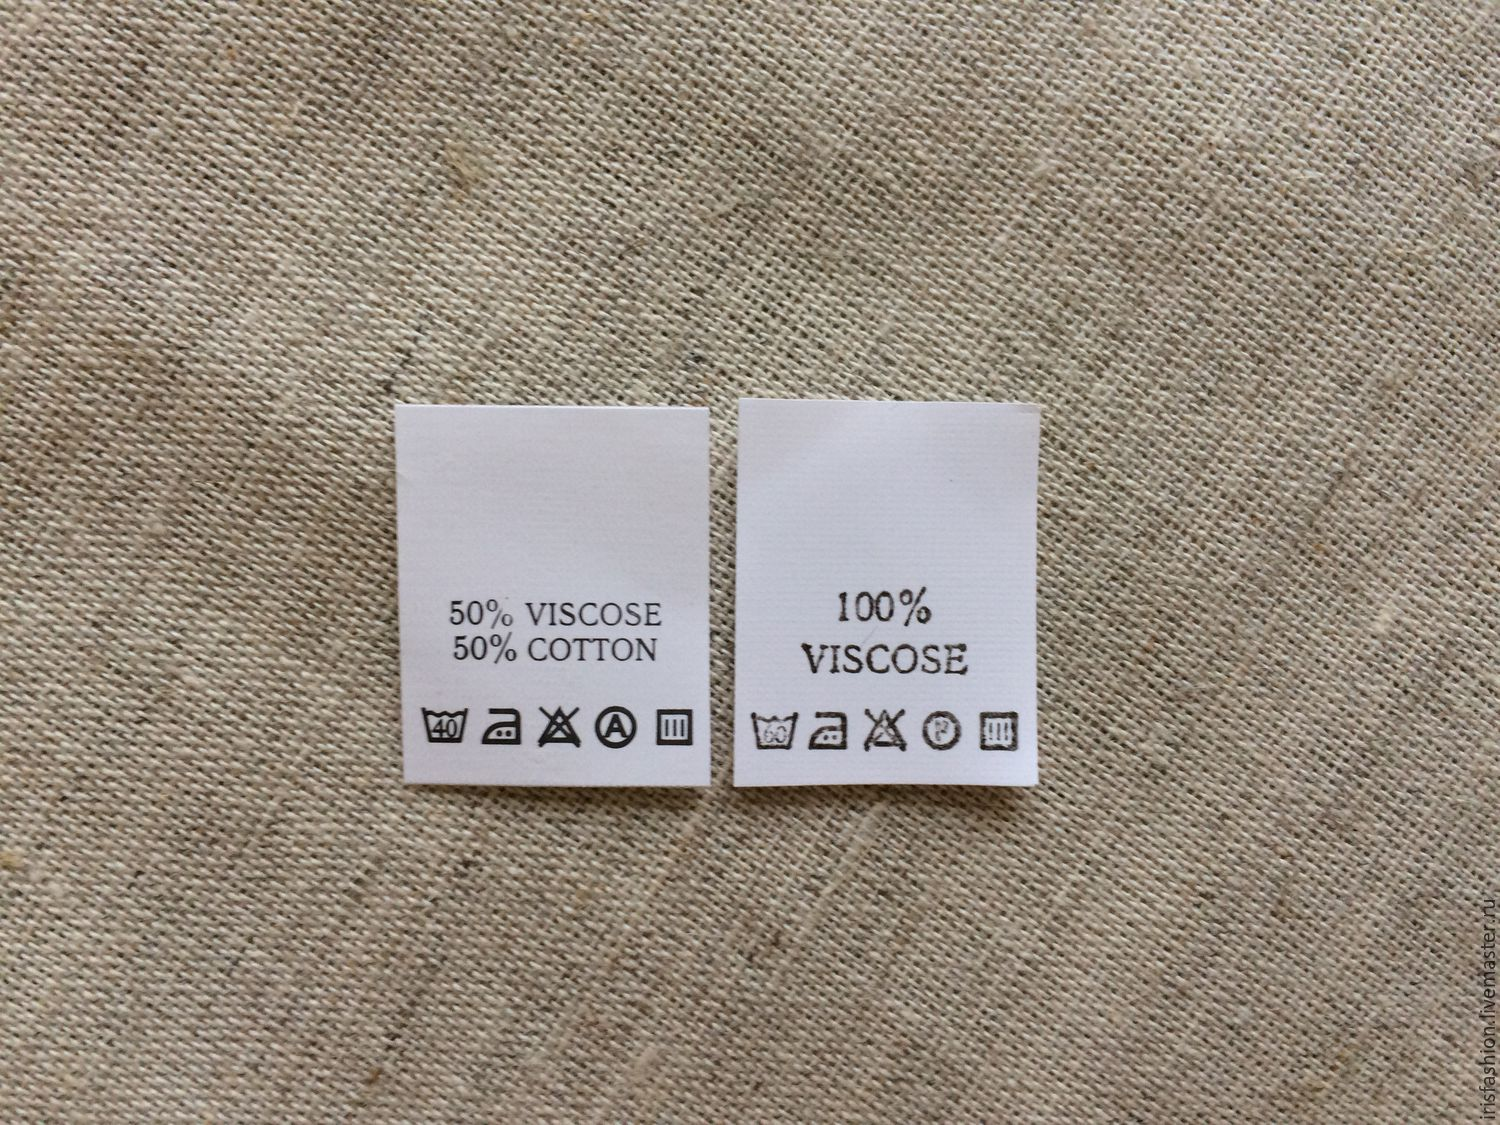 50% VISCOSE
50% COTTON
40
A
100%
VISCOSE
60
P
irisfashion.livemaster.ru